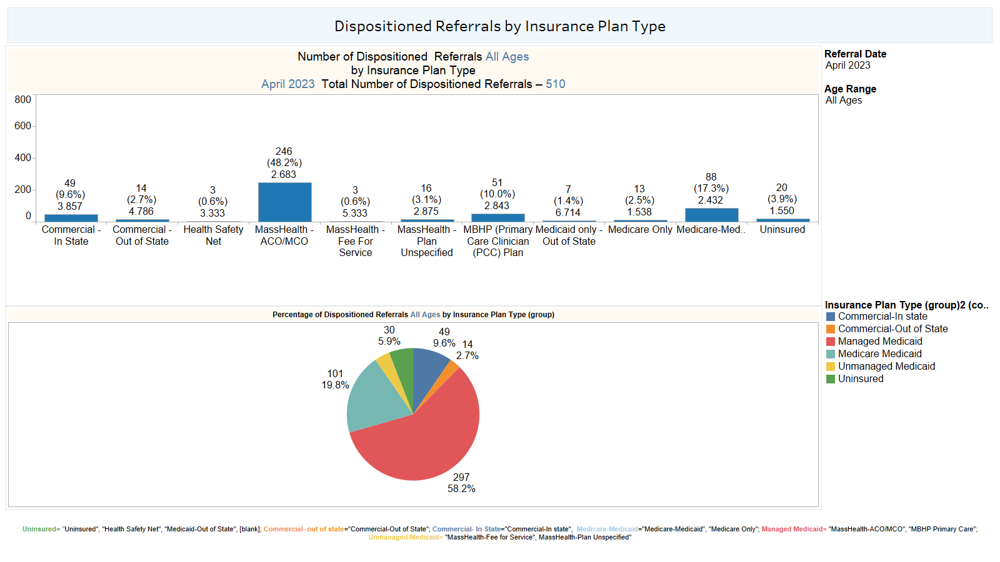 Dispositioned Referrals by Insurance Plan Type
Number of Dispositioned  Referrals All Ages
by Insurance Plan Type
April 2023  Total Number of Dispositioned Referrals – 510
Referral Date
April 2023
Age Range
All Ages
800
600
400
200
0
49
(9.6%)
3.857
14
(2.7%)
4.786
3
(0.6%)
3.333
246
(48.2%)
2.683
3
(0.6%)
5.333
16
(3.1%)
2.875
51
(10.0%)
2.843
7
(1.4%)
6.714
13
(2.5%)
1.538
88
(17.3%)
2.432
20
(3.9%)
1.550
Commercial -
In State
Commercial -
Out of State
Health Safety
Net
MassHealth -
ACO/MCO
MassHealth -
Fee For
Service
MassHealth -
Plan
Unspecified
MBHP (Primary
Care Clinician
(PCC) Plan
Medicaid only -
Out of State
Medicare Only
Medicare-Med..
Uninsured
Percentage of Dispositioned Referrals All Ages by Insurance Plan Type (group)
30
5.9%
49
9.6%
14
2.7%
101
19.8%
297
58.2%
Insurance Plan Type (group)2 (co..
Commercial-In state
Commercial-Out of State
Managed Medicaid
Medicare Medicaid
Unmanaged Medicaid
Uninsured
Uninsured= "Uninsured", "Health Safety Net", "Medicaid-Out of State", [blank]; Commercial- out of state="Commercial-Out of State"; Commercial- In State="Commercial-In state",  Medicare-Medicaid="Medicare-Medicaid", "Medicare Only"; Managed Medicaid= "MassHealth-ACO/MCO", "MBHP Primary Care";
Unmanaged Medicaid= "MassHealth-Fee for Service", MassHealth-Plan Unspecified"